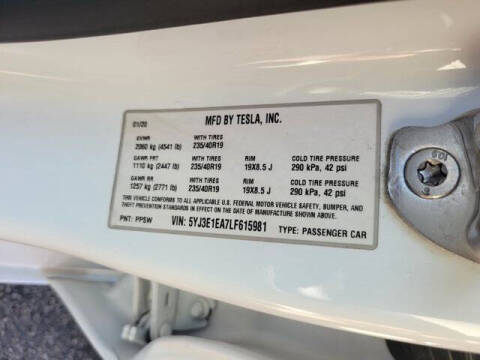 MFD BY TESLA, INC.
01/20
GVWR WITH TIRES
2060 kg (4541 lb) 235/40R19
GAWR FRT WITH TIRES RIM COLD TIRE PRESSURE
1110 kg (2447 lb) 235/40R19 19X8.5 J 290 kPa, 42 psi
GAWR RR WITH TIRES RIM COLD TIRE PRESSURE
1257 kg (2771 lb) 235/40R19 19X8.5 J 290 kPa, 42 psi
THIS VEHICLE CONFORMS TO ALL APPLICABLE U.S. FEDERAL MOTOR VEHICLE SAFETY, BUMPER, AND
THEFT PREVENTION STANDARDS IN EFFECT ON THE DATE OF MANUFACTURE SHOWN ABOVE.
PNT: PPSW VIN: 5YJ3E1EA7LF615981 TYPE: PASSENGER CAR